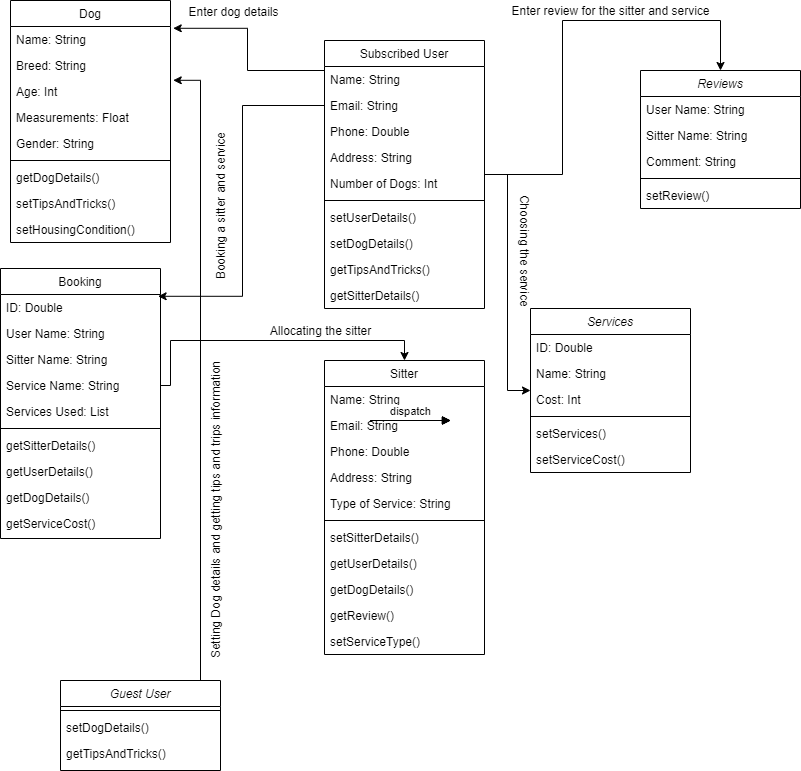 Dog
Name: String
Breed: String
Age: Int
Measurements: Float
Gender: String
getDogDetails()
setTipsAndTricks()
setHousingCondition()
Enter dog details
Subscribed User
Name: String
Email: String
Phone: Double
Address: String
Number of Dogs: Int
setUserDetails()
setDogDetails()
getTipsAndTricks()
getSitterDetails()
Enter review for the sitter and service
Reviews
User Name: String
Sitter Name: String
Comment: String
setReview()
Booking a sitter and service
Choosing the service
Booking
ID: Double
User Name: String
Sitter Name: String
Service Name: String
Services Used: List
getSitterDetails()
getUserDetails()
getDogDetails()
getServiceCost()
Allocating the sitter
Sitter
Name: String
dispatch
Email: String
Phone: Double
Address: String
Type of Service: String
setSitterDetails()
getUserDetails()
getDogDetails()
getReview()
setServiceType()
Services
ID: Double
Name: String
Cost: Int
setServices()
setServiceCost()
Setting Dog details and getting tips and trips information
Guest User
setDogDetails()
getTipsAndTricks()